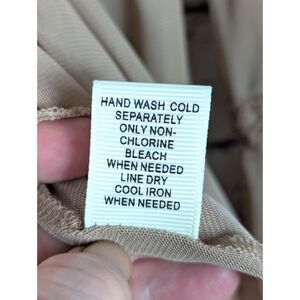 HAND WASH COLD
SEPARATELY
ONLY NON-
CHLORINE
BLEACH
WHEN NEEDED
LINE DRY
COOL IRON
WHEN NEEDED